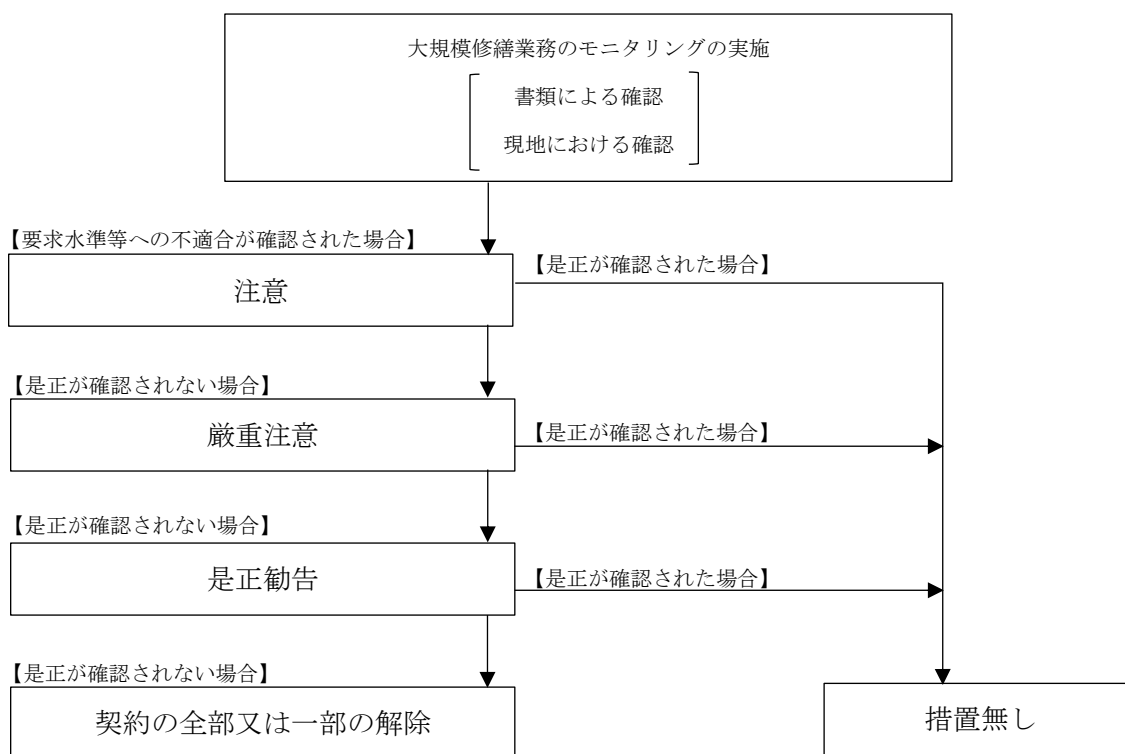 大規模修繕業務のモニタリングの実施
書類による確認
現地における確認
【要求水準等への不適合が確認された場合】
注意
【是正が確認された場合】
【是正が確認されない場合】
厳重注意
【是正が確認された場合】
【是正が確認されない場合】
是正勧告
【是正が確認された場合】
【是正が確認されない場合】
契約の全部又は一部の解除
措置無し